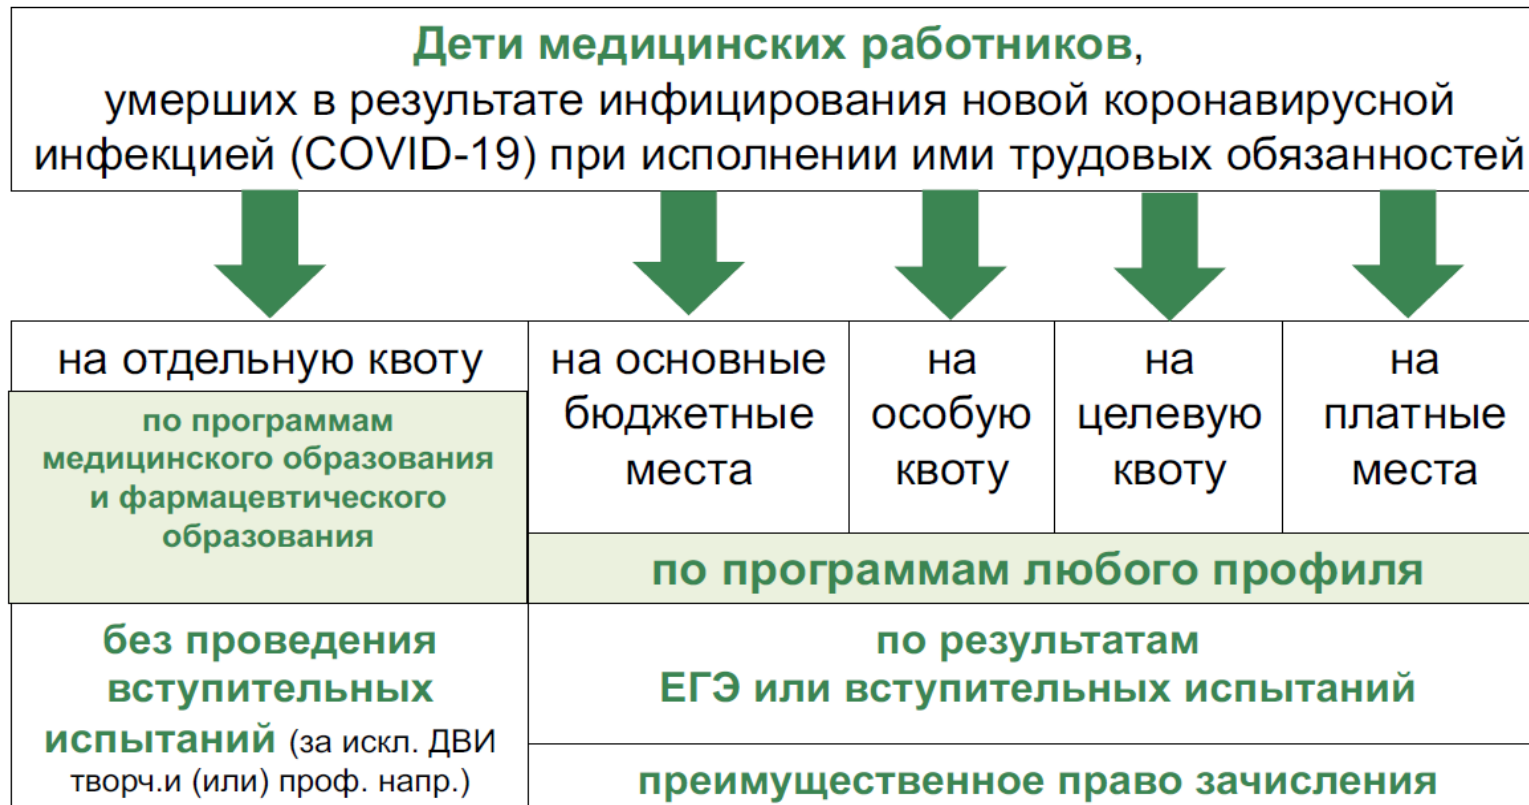 Дети медицинских работников,
умерших в результате инфицирования новой коронавирусной
инфекцией (COVID-19) при исполнении ими трудовых обязанностей
на отдельную квоту
по программам
медицинского образования
и фармацевтического
образования
без проведения
вступительных
испытаний (за искл. ДВИ
творч.и (или) проф. напр.)
на основные
бюджетные
места
на
особую
квоту
на
целевую
квоту
на
платные
места
по программам любого профиля
по результатам
ЕГЭ или вступительных испытаний
преимущественное право зачисления